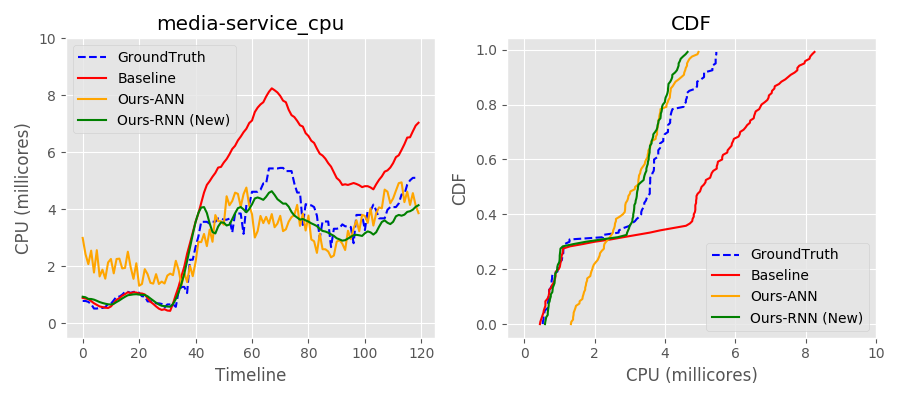 media-service_cpu
10
8
6
4
2
0
CPU (millicores)
GroundTruth
Baseline
Ours-ANN
Ours-RNN (New)
0 20 40 60 80 100 120
Timeline
CDF
1.0
0.8
0.6
0.4
0.2
0.0
CDF
GroundTruth
Baseline
Ours-ANN
Ours-RNN (New)
0 2 4 6 8 10
CPU (millicores)